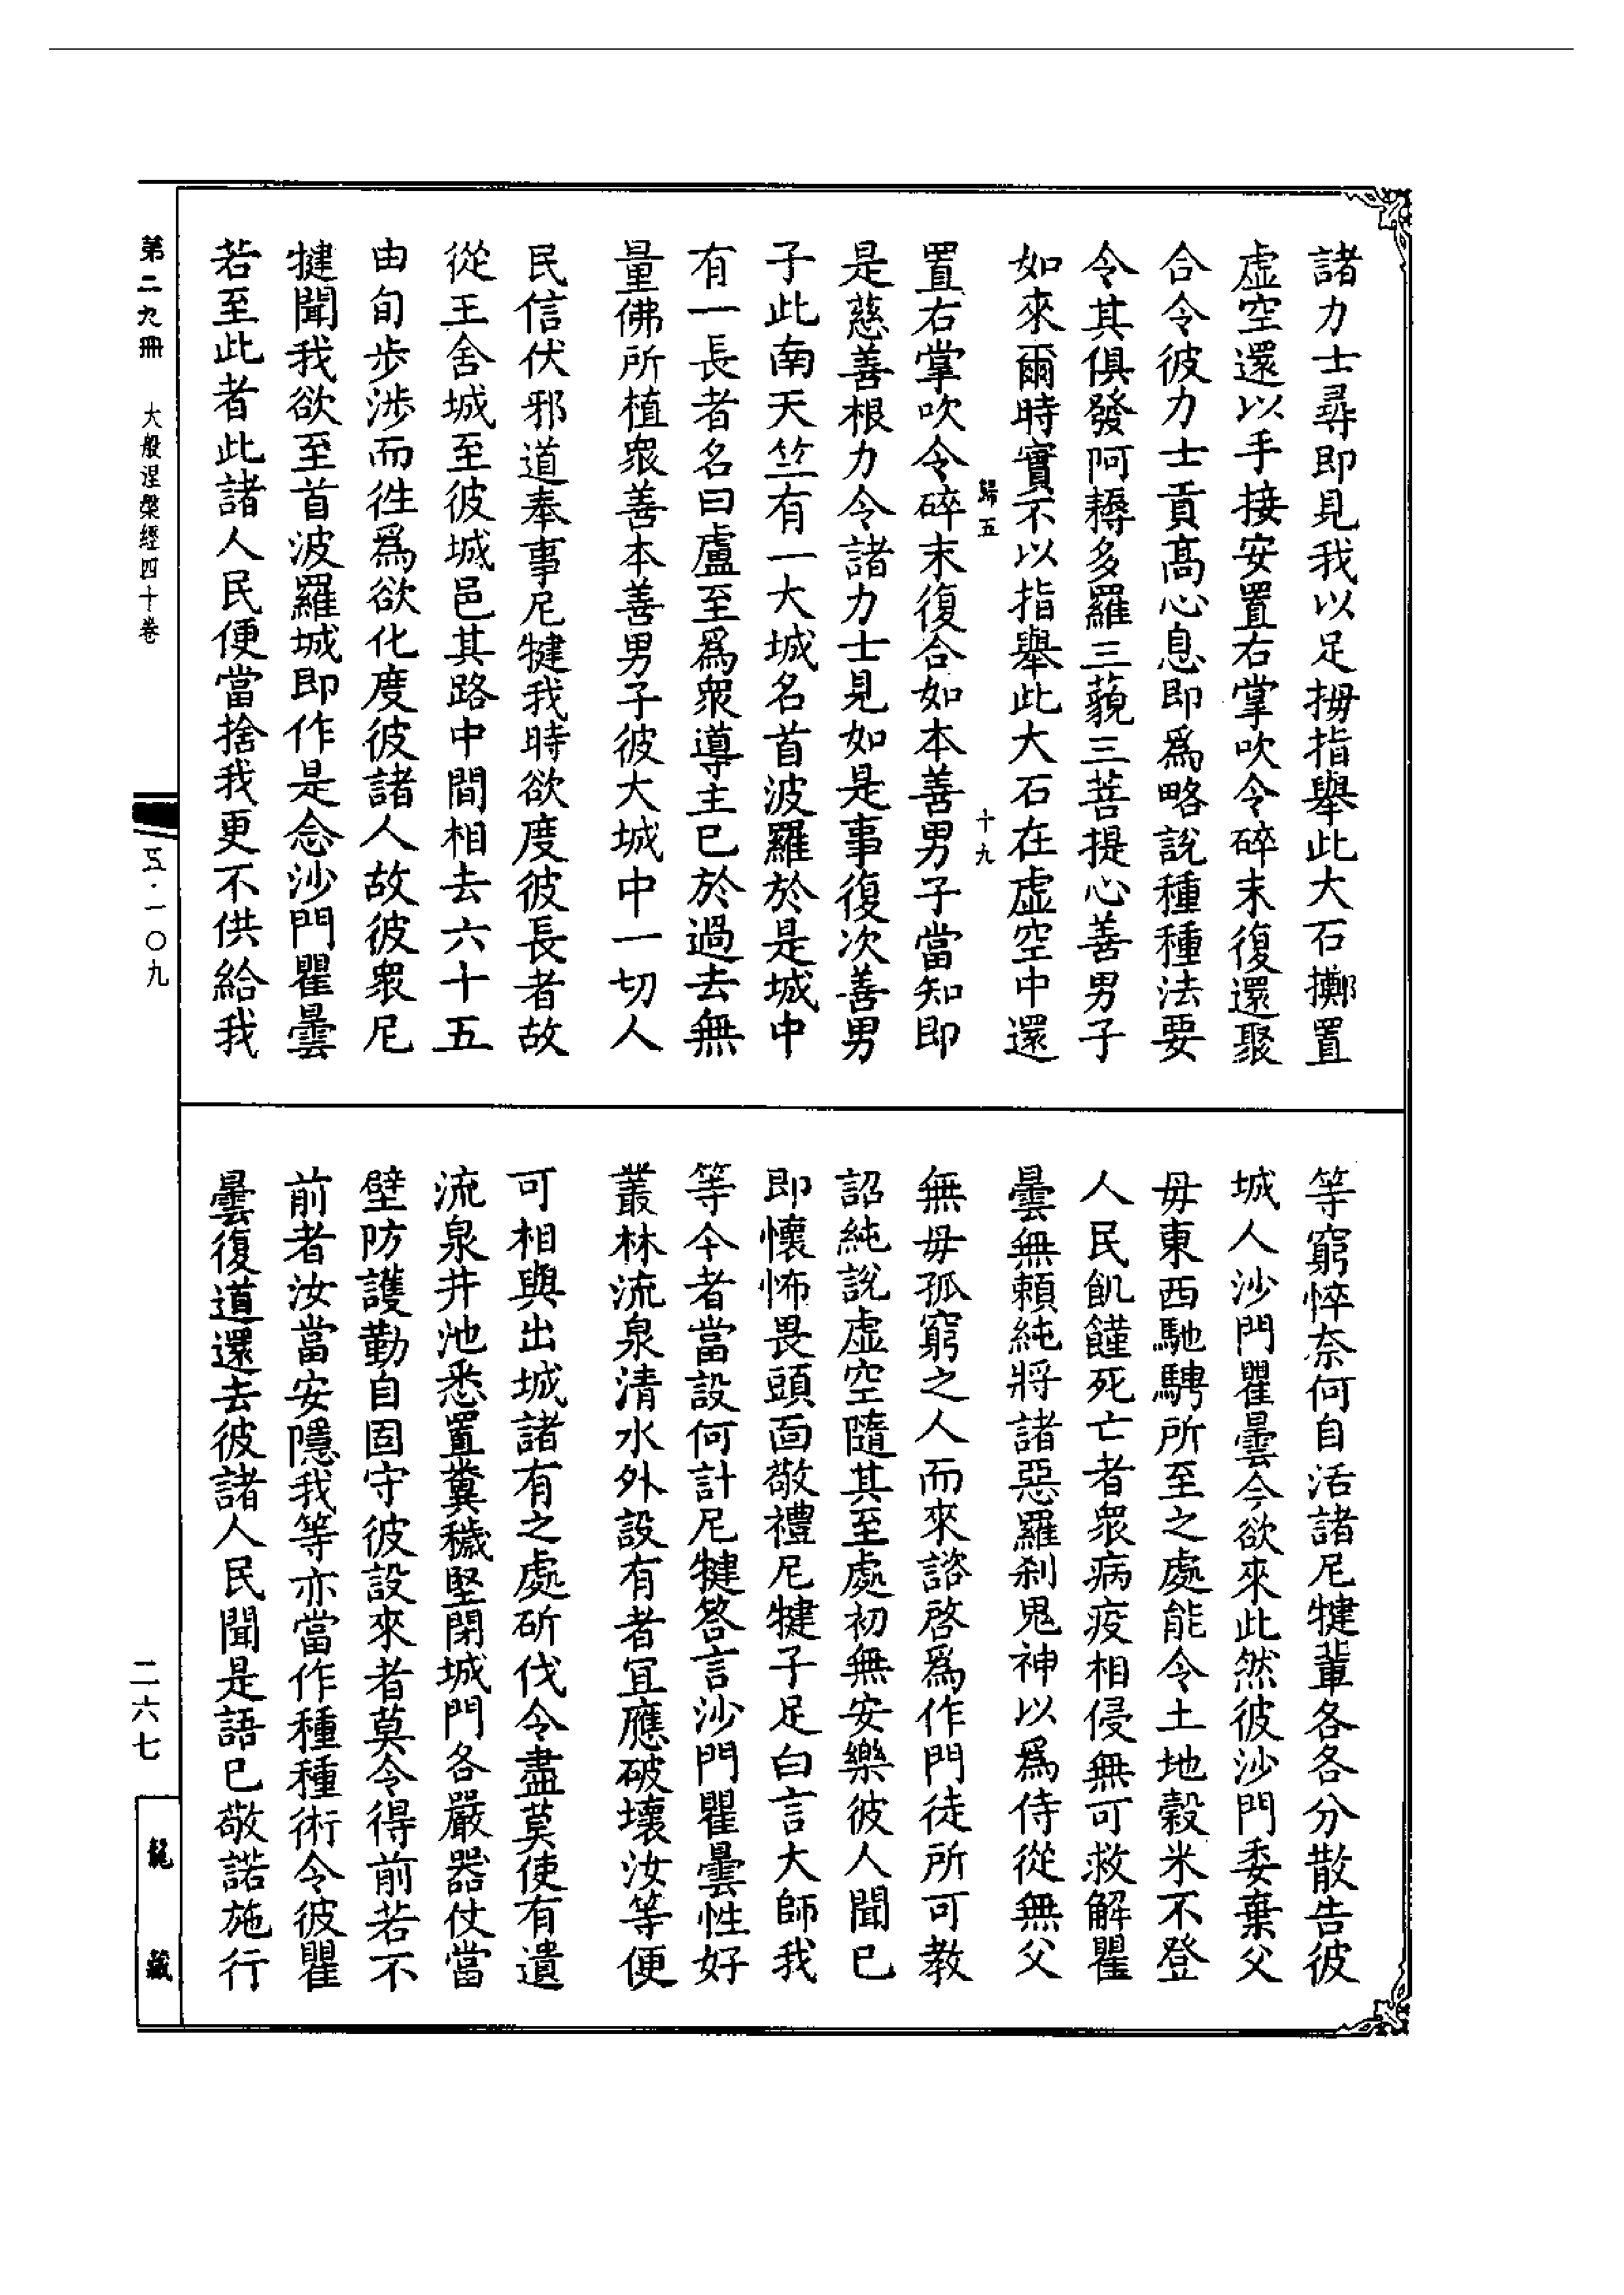 諸力士尋即見我以足拇指舉此大石擲置
虛空還以手接安置右掌吹令碎末復還聚
合令彼力士貢高心息即爲略說種種法要
令其俱發阿耨多羅三藐三菩提心善男子
如來爾時實不以指舉此大石在虛空中還
歸五
十九
置右掌吹令碎末復合如本善男子當知即
是慈善根力令諸力士見如是事復次善男
子此南天竺有一大城名首波羅於是城中
有一長者名曰盧至爲衆導主已於過去無
量佛所植衆善本善男子彼大城中一切人
民信伏邪道奉事尼犍我時欲度彼長者故
從王舍城至彼城邑其路中間相去六十五
由旬步涉而徃爲欲化度彼諸人故彼衆尼
犍聞我欲至首波羅城即作是念沙門瞿曇
若至此者此諸人民便當捨我更不供給我
等窮悴奈何自活諸尼犍輩各各分散告彼
城人沙門瞿曇今欲來此然彼沙門委棄父
母東西馳騁所至之處能令土地穀米不登
人民飢饉死亡者衆病疫相侵無可救解瞿
曇無賴純將諸惡羅刹鬼神以爲侍從無父
無母孤窮之人而來諮啓爲作門徒所可教
詔純說虛空隨其至處初無安樂彼人聞已
即懷怖畏頭面敬禮尼犍子足白言大師我
等今者當設何計尼犍答言沙門瞿曇性好
叢林流泉清水外設有者宜應破壞汝等便
可相與出城諸有之處斫伐令盡莫使有遺
流泉井池悉置糞穢堅閉城門各嚴器仗當
壁防護勤自固守彼設來者莫令得前若不
前者汝當安隱我等亦當作種種術令彼瞿
曇復道還去彼諸人民聞是語已敬諾施行
第二九冊 大般涅槃經四十卷
五·一〇九
二六七
龍藏